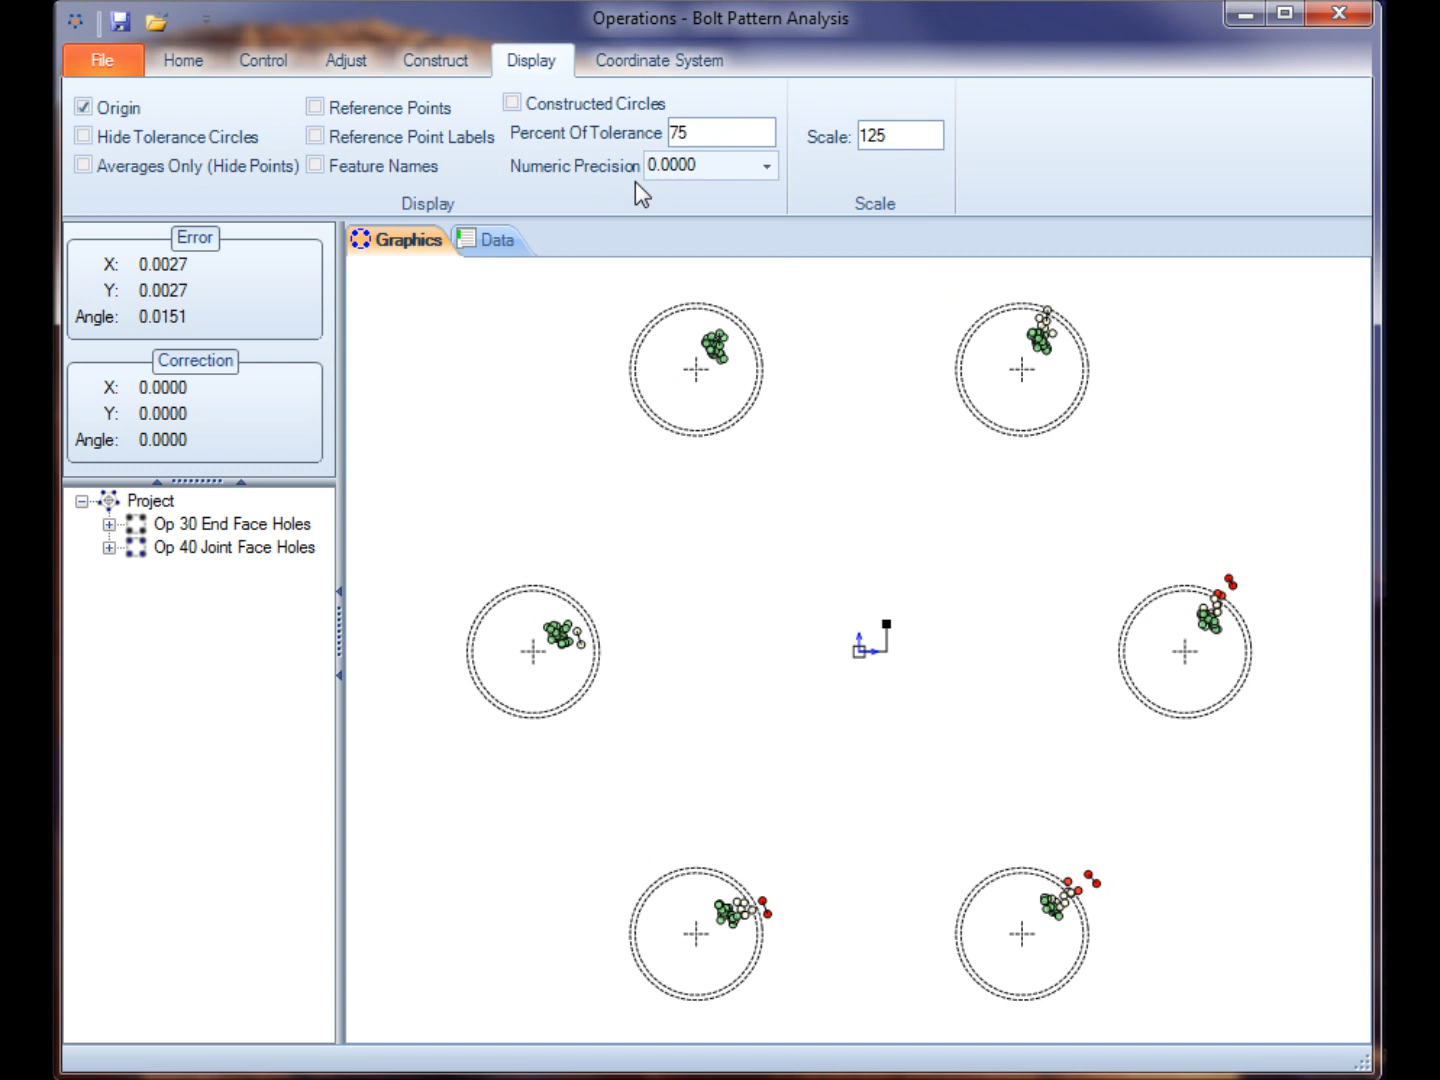 Operations - Bolt Pattern Analysis
File Home Control Adjust Construct Display Coordinate System
Origin Reference Points Constructed Circles
Hide Tolerance Circles Reference Point Labels Percent Of Tolerance 75 Scale: 125
Averages Only (Hide Points) Feature Names Numeric Precision 0.0000
Display Scale
Error
X: 0.0027
Y: 0.0027
Angle: 0.0151
Correction
X: 0.0000
Y: 0.0000
Angle: 0.0000
Project
Op 30 End Face Holes
Op 40 Joint Face Holes
Graphics Data